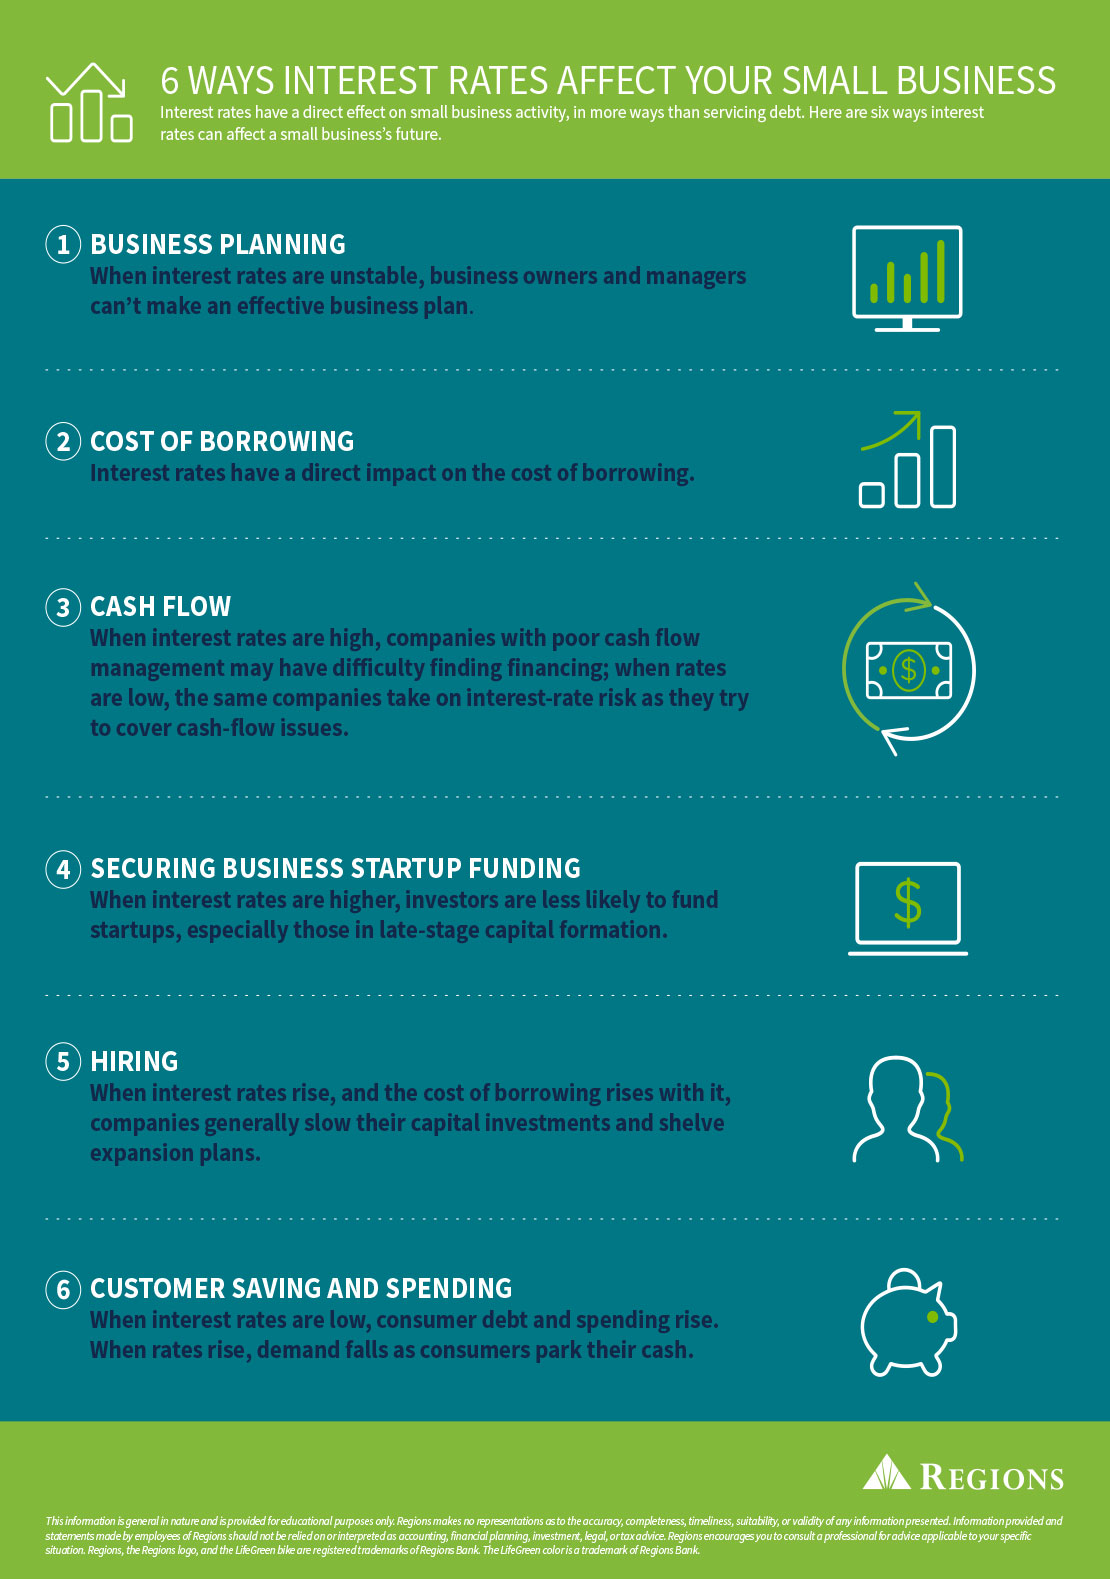 6 WAYS INTEREST RATES AFFECT YOUR SMALL BUSINESS
Interest rates have a direct effect on small business activity, in more ways than servicing debt. Here are six ways interest
rates can affect a small business’s future.
1 BUSINESS PLANNING
When interest rates are unstable, business owners and managers
can’t make an effective business plan.
2 COST OF BORROWING
Interest rates have a direct impact on the cost of borrowing.
3 CASH FLOW
When interest rates are high, companies with poor cash flow
management may have difficulty finding financing; when rates
are low, the same companies take on interest-rate risk as they try
to cover cash-flow issues.
$
4 SECURING BUSINESS STARTUP FUNDING
When interest rates are higher, investors are less likely to fund
startups, especially those in late-stage capital formation.
$
5 HIRING
When interest rates rise, and the cost of borrowing rises with it,
companies generally slow their capital investments and shelve
expansion plans.
6 CUSTOMER SAVING AND SPENDING
When interest rates are low, consumer debt and spending rise.
When rates rise, demand falls as consumers park their cash.
REGIONS
This information is general in nature and is provided for educational purposes only. Regions makes no representations as to the accuracy, completeness, timeliness, suitability, or validity of any information presented. Information provided and
statements made by employees of Regions should not be relied on or interpreted as accounting, financial planning, investment, legal, or tax advice. Regions encourages you to consult a professional for advice applicable to your specific
situation. Regions, the Regions logo, and the LifeGreen bike are registered trademarks of Regions Bank. The LifeGreen color is a trademark of Regions Bank.